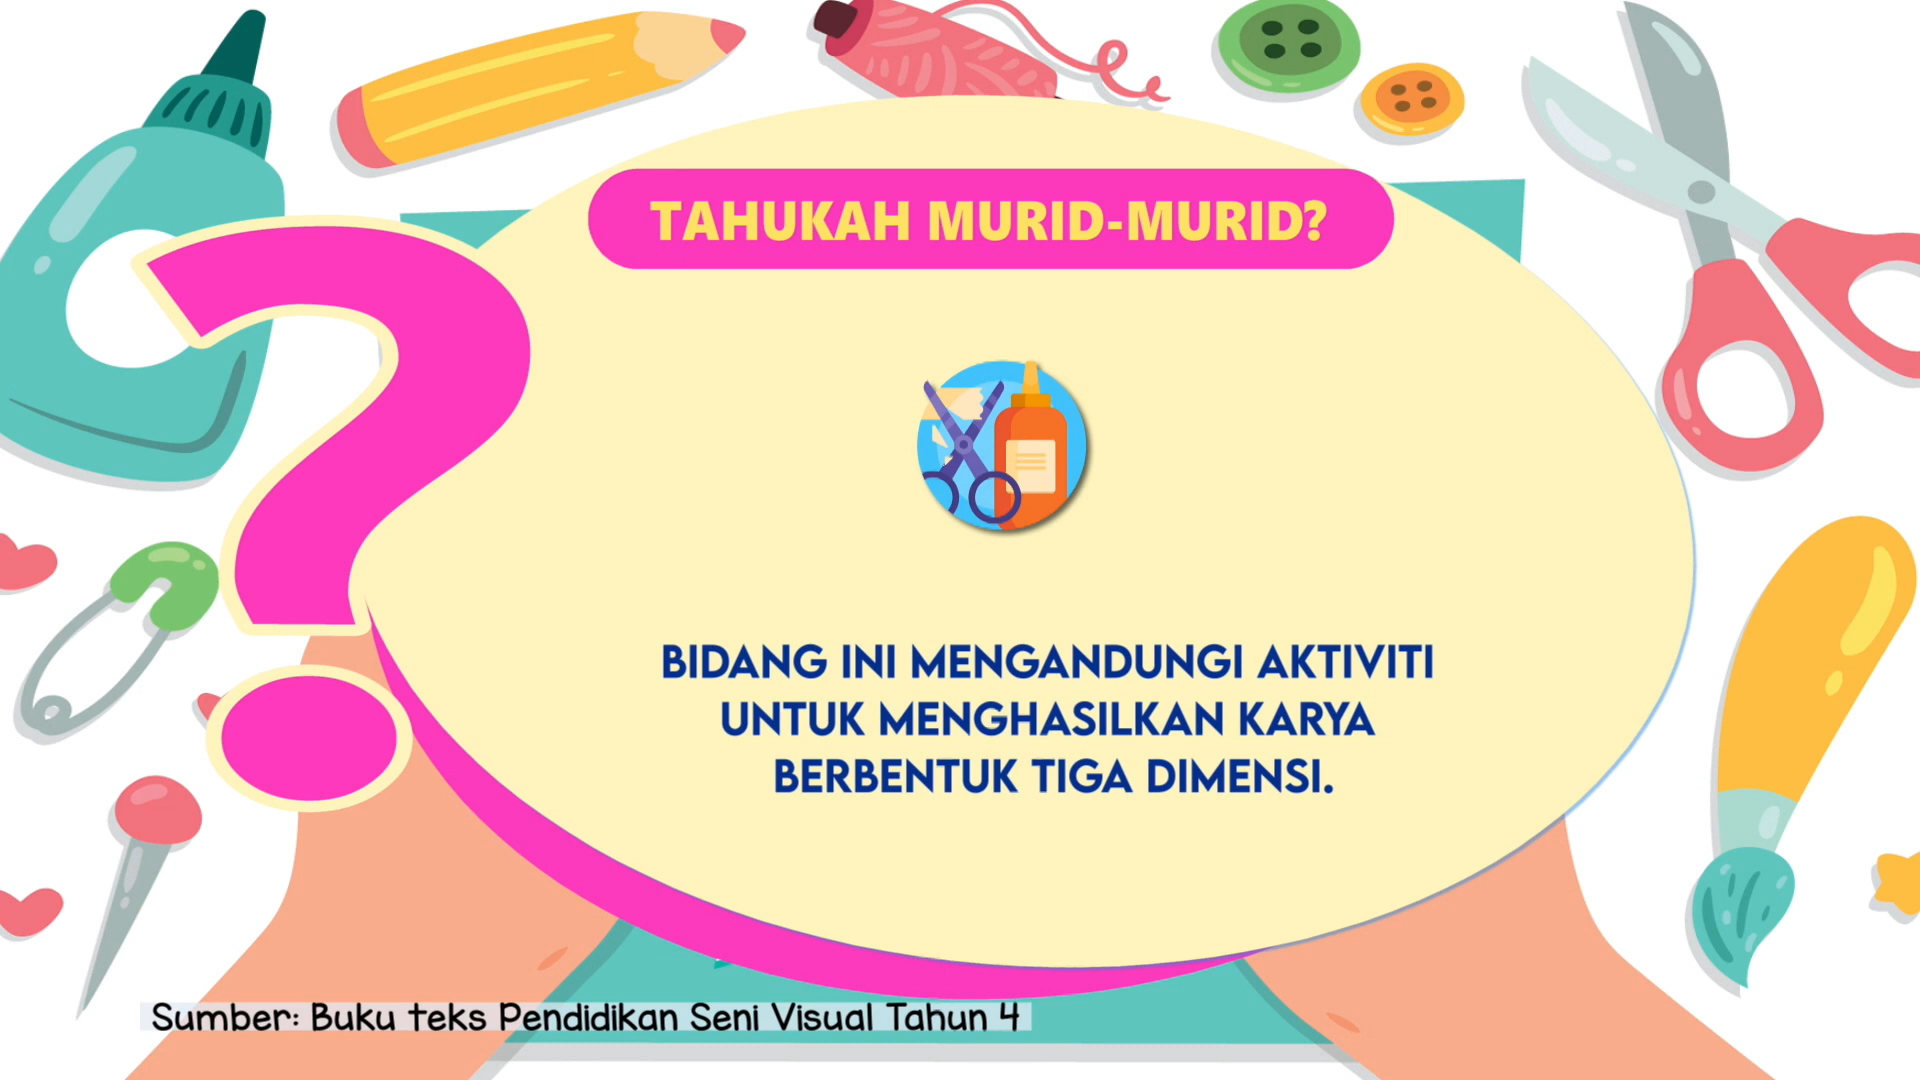 TAHUKAH MURID-MURID?
BIDANG INI MENGANDUNGI AKTIVITI
UNTUK MENGHASILKAN KARYA
BERBENTUK TIGA DIMENSI.
Sumber: Buku teks Pendidikan Seni Visual Tahun 4